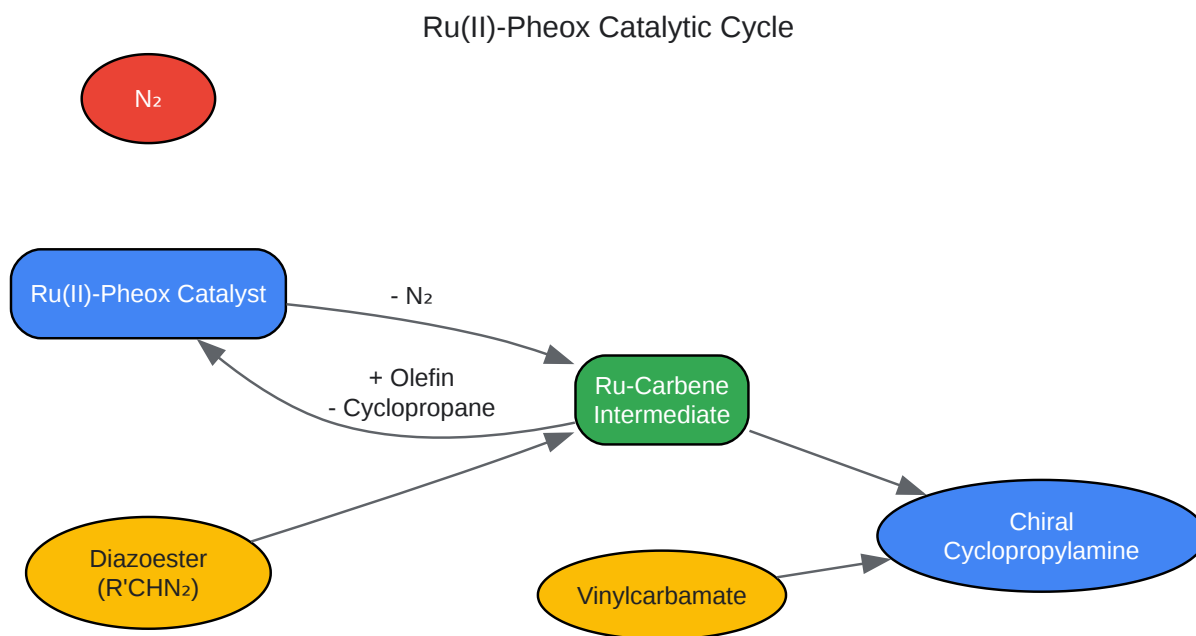 Ru(II)-Pheox Catalytic Cycle
N₂
Ru(II)-Pheox Catalyst
- N₂
+ Olefin
- Cyclopropane
Ru-Carbene
Intermediate
Chiral
Cyclopropylamine
Diazoester
(R'CHN₂)
Vinylcarbamate